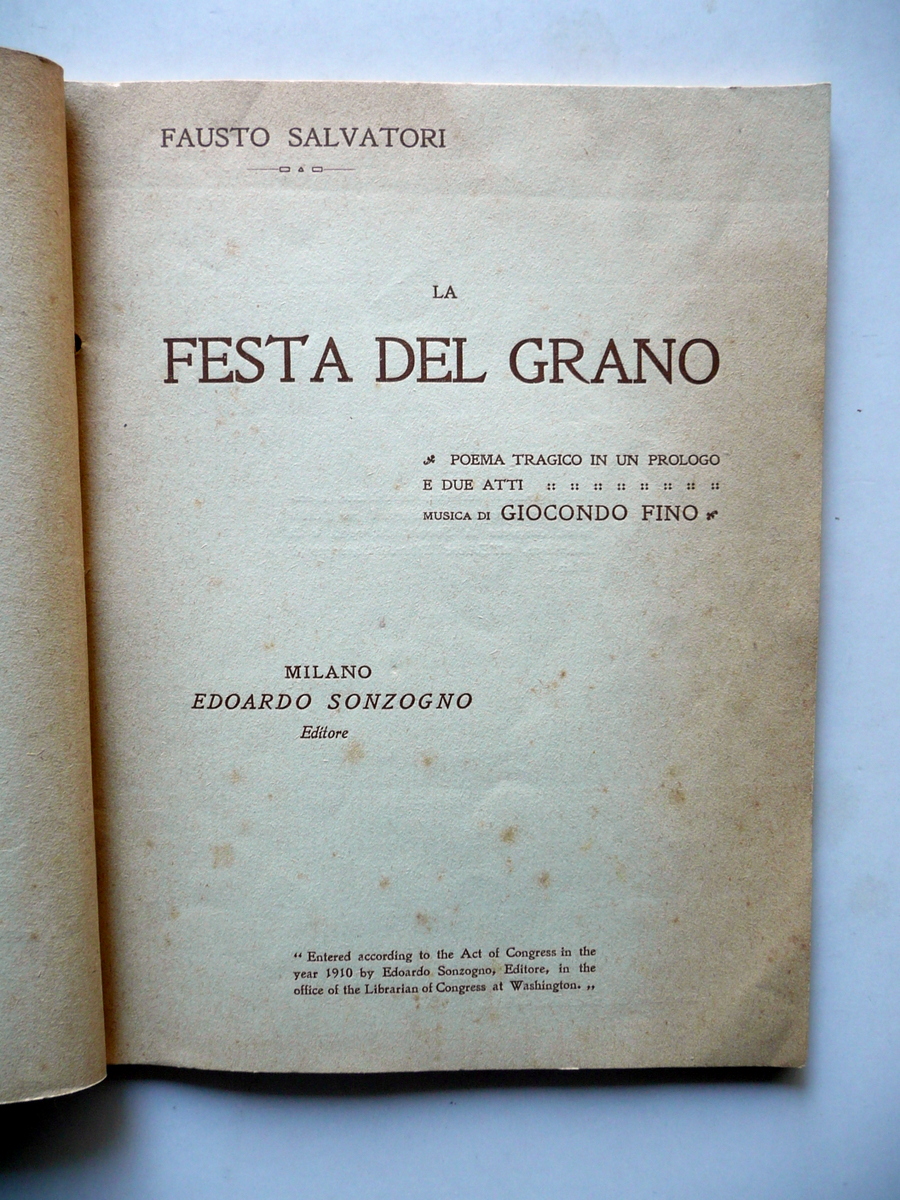 FAUSTO SALVATORI
LA
FESTA DEL GRANO
POEMA TRAGICO IN UN PROLOGO
E DUE ATTI :: :: :: :: :: :: :: ::
MUSICA DI GIOCONDO FINO
MILANO
EDOARDO SONZOGNO
Editore
“ Entered according to the Act of Congress in the
year 1910 by Edoardo Sonzogno, Editore, in the
office of the Librarian of Congress at Washington. „